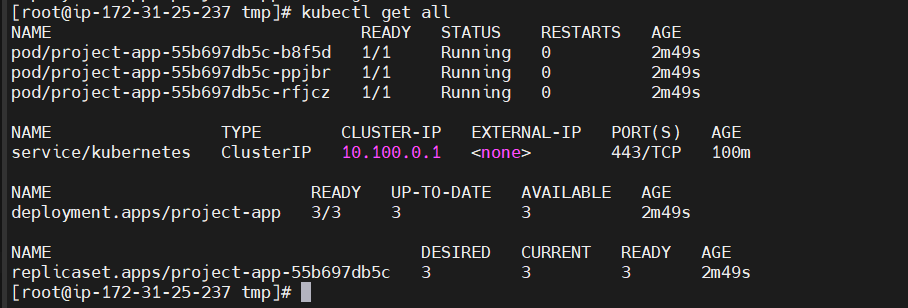 [root@ip-172-31-25-237 tmp]# kubectl get all
NAME READY STATUS RESTARTS AGE
pod/project-app-55b697db5c-b8f5d 1/1 Running 0 2m49s
pod/project-app-55b697db5c-ppjbr 1/1 Running 0 2m49s
pod/project-app-55b697db5c-rfjcz 1/1 Running 0 2m49s
NAME TYPE CLUSTER-IP EXTERNAL-IP PORT(S) AGE
service/kubernetes ClusterIP 10.100.0.1 <none> 443/TCP 100m
NAME READY UP-TO-DATE AVAILABLE AGE
deployment.apps/project-app 3/3 3 3 2m49s
NAME DESIRED CURRENT READY AGE
replicaset.apps/project-app-55b697db5c 3 3 3 2m49s
[root@ip-172-31-25-237 tmp]#